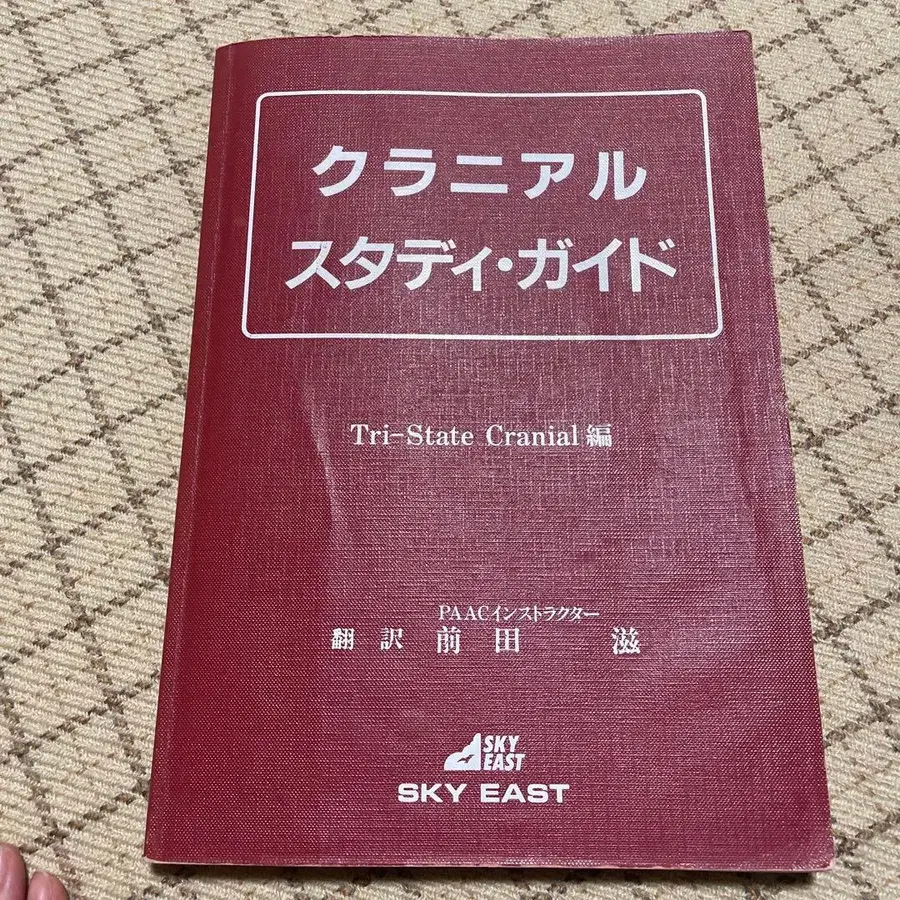 クラニアル
スタディ・ガイド
Tri-State Cranial 編
PAACインストラクター
翻訳 前田 滋
SKY
EAST
SKY EAST